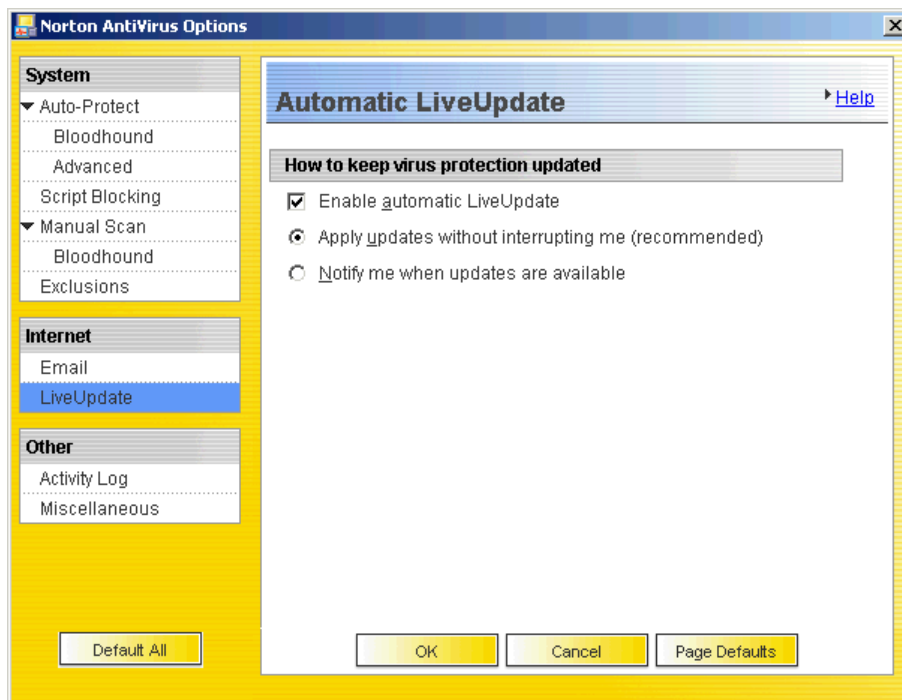 Norton AntiVirus Options
System
Auto-Protect
Bloodhound
Advanced
Script Blocking
Manual Scan
Bloodhound
Exclusions
Internet
Email
LiveUpdate
Other
Activity Log
Miscellaneous
Default All
Automatic LiveUpdate
Help
How to keep virus protection updated
Enable automatic LiveUpdate
Apply updates without interrupting me (recommended)
Notify me when updates are available
OK
Cancel
Page Defaults